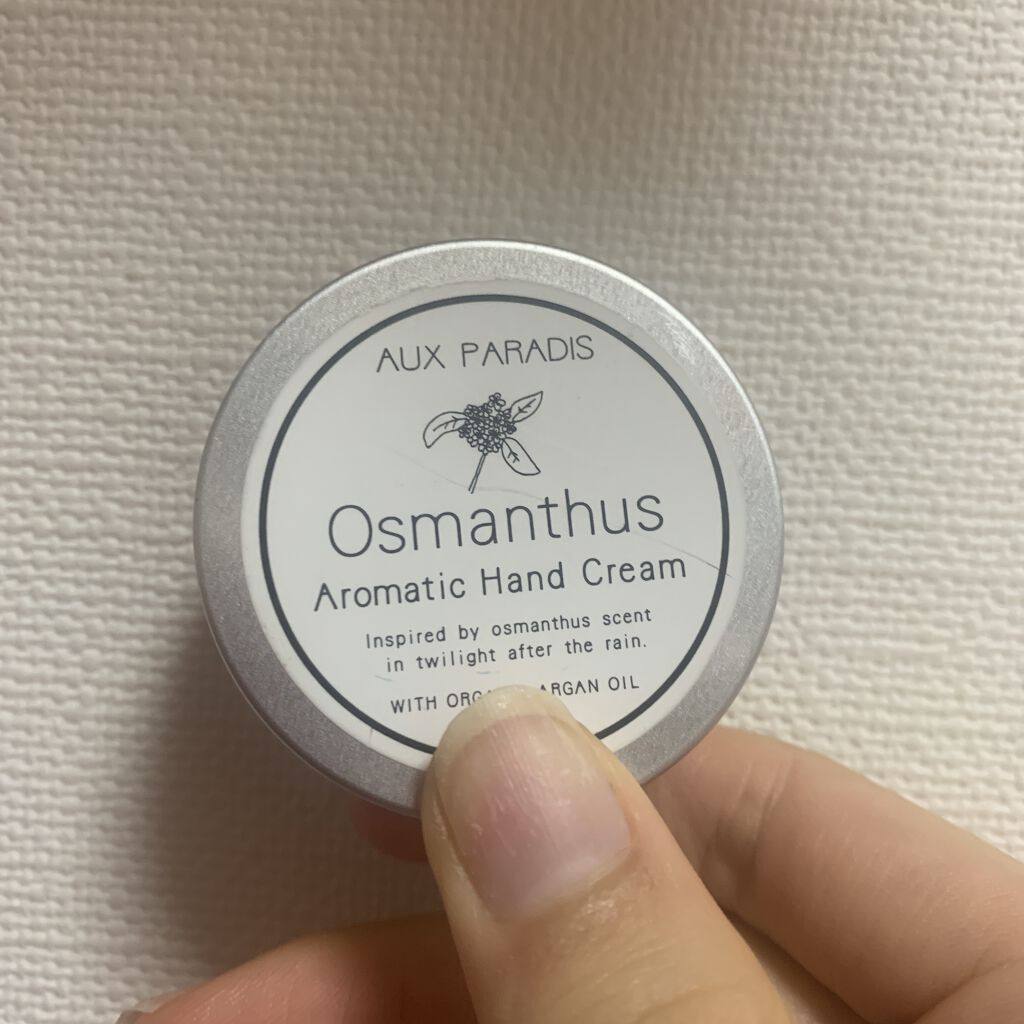 AUX PARADIS
Osmanthus
Aromatic Hand Cream
Inspired by osmanthus scent
in twilight after the rain.
WITH ARGAN OIL